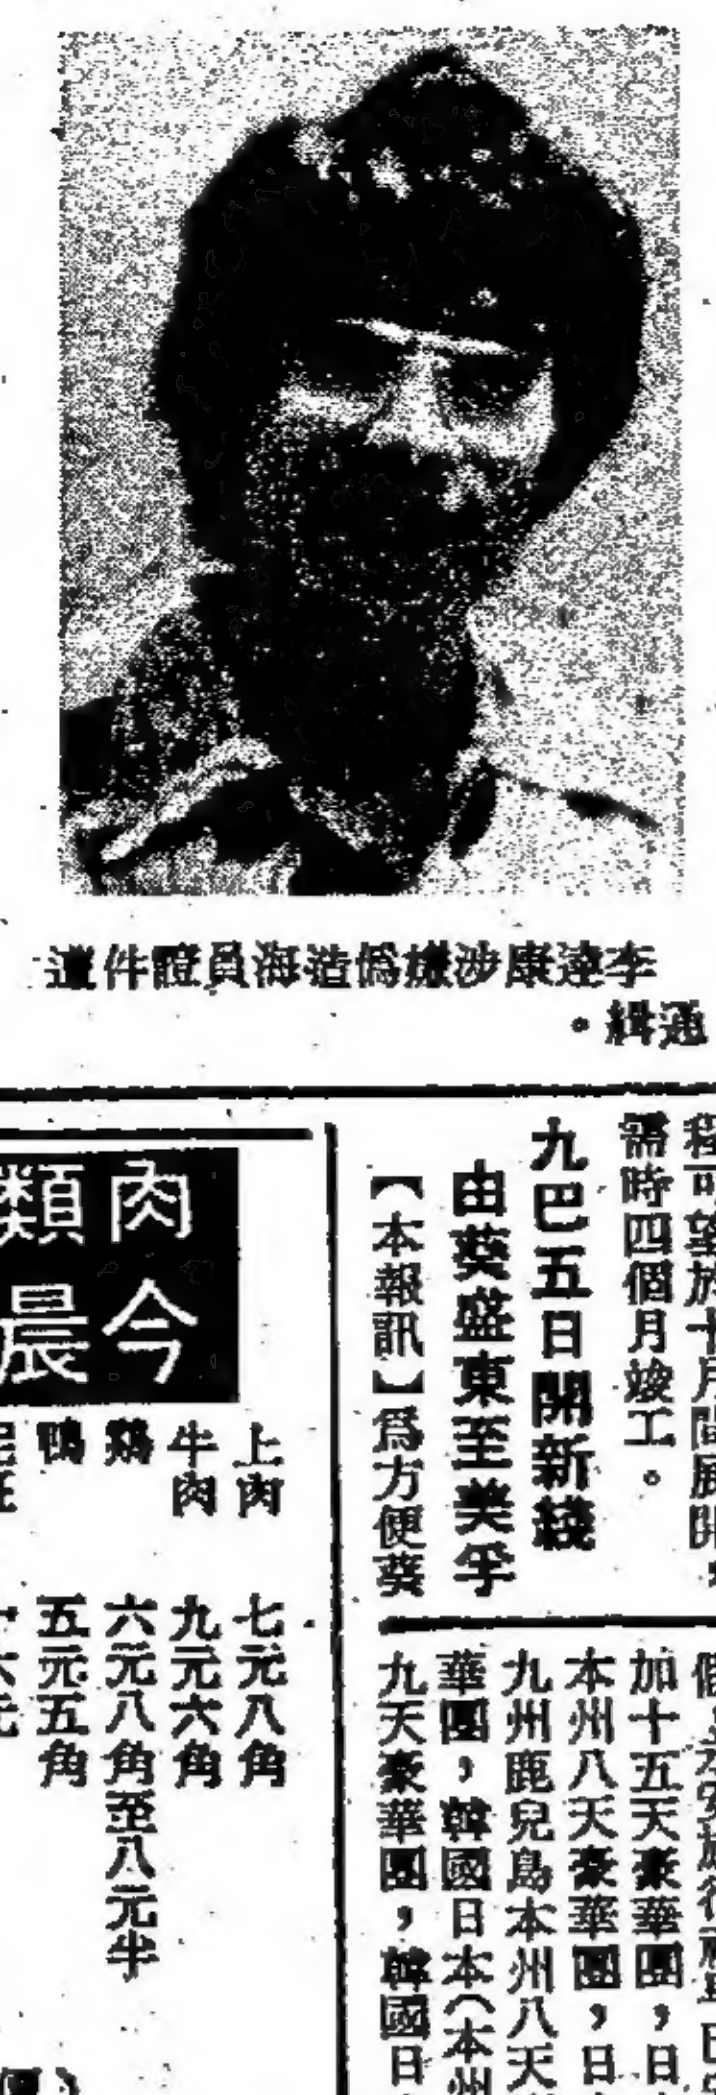 李達康涉嫌偽造海員證件遭
通緝。
程可望於十月間展開，
需時四個月竣工。
九巴五日開新綫
由葵盛東至美孚
【本報訊】爲方便葵
肉類
今晨
上肉 七元八角
牛肉 九元六角
鷄 六元八角至八元半
鴨 五元五角
加十五天豪華團，日
本州八天豪華團，日
九州鹿兒島本州八天
華團，韓國日本（本州
九天豪華團，韓國日